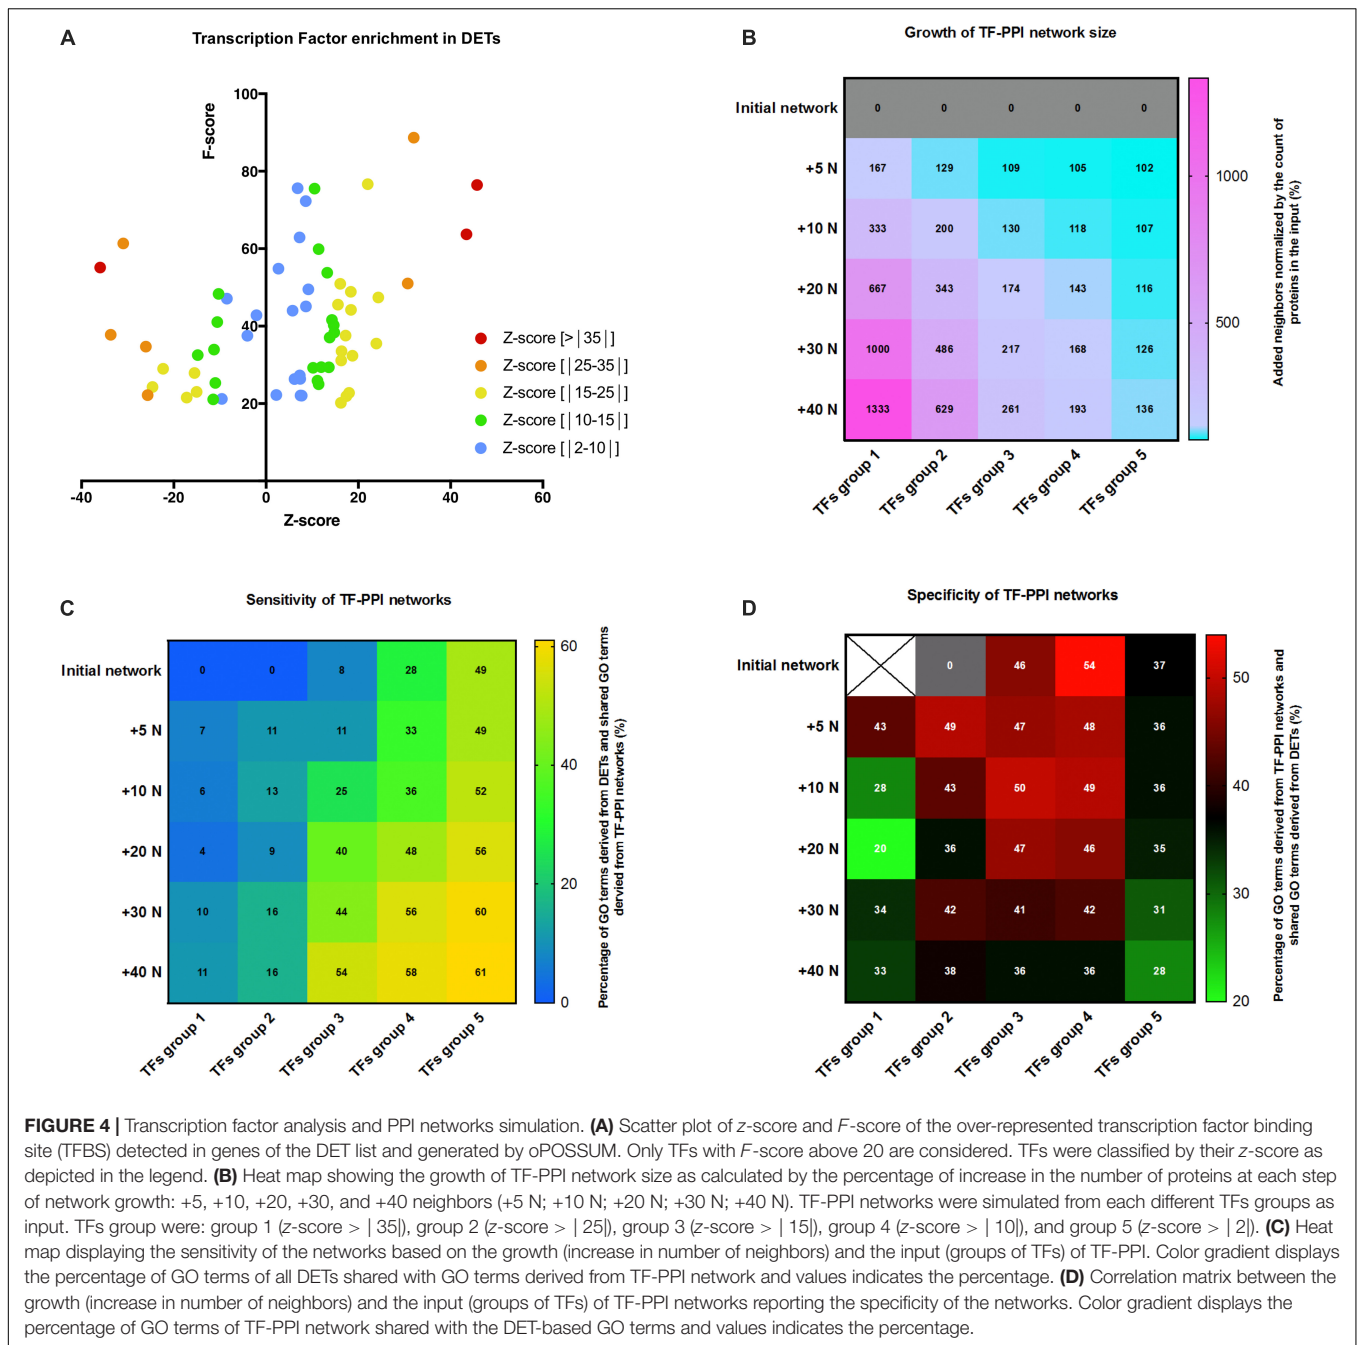 A
Transcription Factor enrichment in DETs
F-score
100
80
60
40
20
-40
-20
0
20
40
60
Z-score
Z-score [>|35|]
Z-score [|25-35|]
Z-score [|15-25|]
Z-score [|10-15|]
Z-score [|2-10|]
B
Growth of TF-PPI network size
Initial network 0 0 0 0 0
+5 N 167 129 109 105 102
+10 N 333 200 130 118 107
+20 N 667 343 174 143 116
+30 N 1000 486 217 168 126
+40 N 1333 629 261 193 136
TFs group 1
TFs group 2
TFs group 3
TFs group 4
TFs group 5
1000
500
Added neighbors normalized by the count of
proteins in the input (%)
C
Sensitivity of TF-PPI networks
Initial network 0 0 8 28 49
+5 N 7 11 11 33 49
+10 N 6 13 25 36 52
+20 N 4 9 40 48 56
+30 N 10 16 44 56 60
+40 N 11 16 54 58 61
TFs group 1
TFs group 2
TFs group 3
TFs group 4
TFs group 5
60
40
20
0
Percentage of GO terms derived from DETs and shared GO terms
dervied from TF-PPI networks (%)
D
Specificity of TF-PPI networks
Initial network 0 46 54 37
+5 N 43 49 47 48 36
+10 N 28 43 50 49 36
+20 N 20 36 47 46 35
+30 N 34 42 41 42 31
+40 N 33 38 36 36 28
TFs group 1
TFs group 2
TFs group 3
TFs group 4
TFs group 5
50
40
30
20
Percentage of GO terms derived from TF-PPI networks and
shared GO terms derived from DETs (%)
FIGURE 4 | Transcription factor analysis and PPI networks simulation. (A) Scatter plot of z-score and F-score of the over-represented transcription factor binding
site (TFBS) detected in genes of the DET list and generated by oPOSSUM. Only TFs with F-score above 20 are considered. TFs were classified by their z-score as
depicted in the legend. (B) Heat map showing the growth of TF-PPI network size as calculated by the percentage of increase in the number of proteins at each step
of network growth: +5, +10, +20, +30, and +40 neighbors (+5 N; +10 N; +20 N; +30 N; +40 N). TF-PPI networks were simulated from each different TFs groups as
input. TFs group were: group 1 (z-score > | 35|), group 2 (z-score > | 25|), group 3 (z-score > | 15|), group 4 (z-score > | 10|), and group 5 (z-score > | 2|). (C) Heat
map displaying the sensitivity of the networks based on the growth (increase in number of neighbors) and the input (groups of TFs) of TF-PPI. Color gradient displays
the percentage of GO terms of all DETs shared with GO terms derived from TF-PPI network and values indicates the percentage. (D) Correlation matrix between the
growth (increase in number of neighbors) and the input (groups of TFs) of TF-PPI networks reporting the specificity of the networks. Color gradient displays the
percentage of GO terms of TF-PPI network shared with the DET-based GO terms and values indicates the percentage.